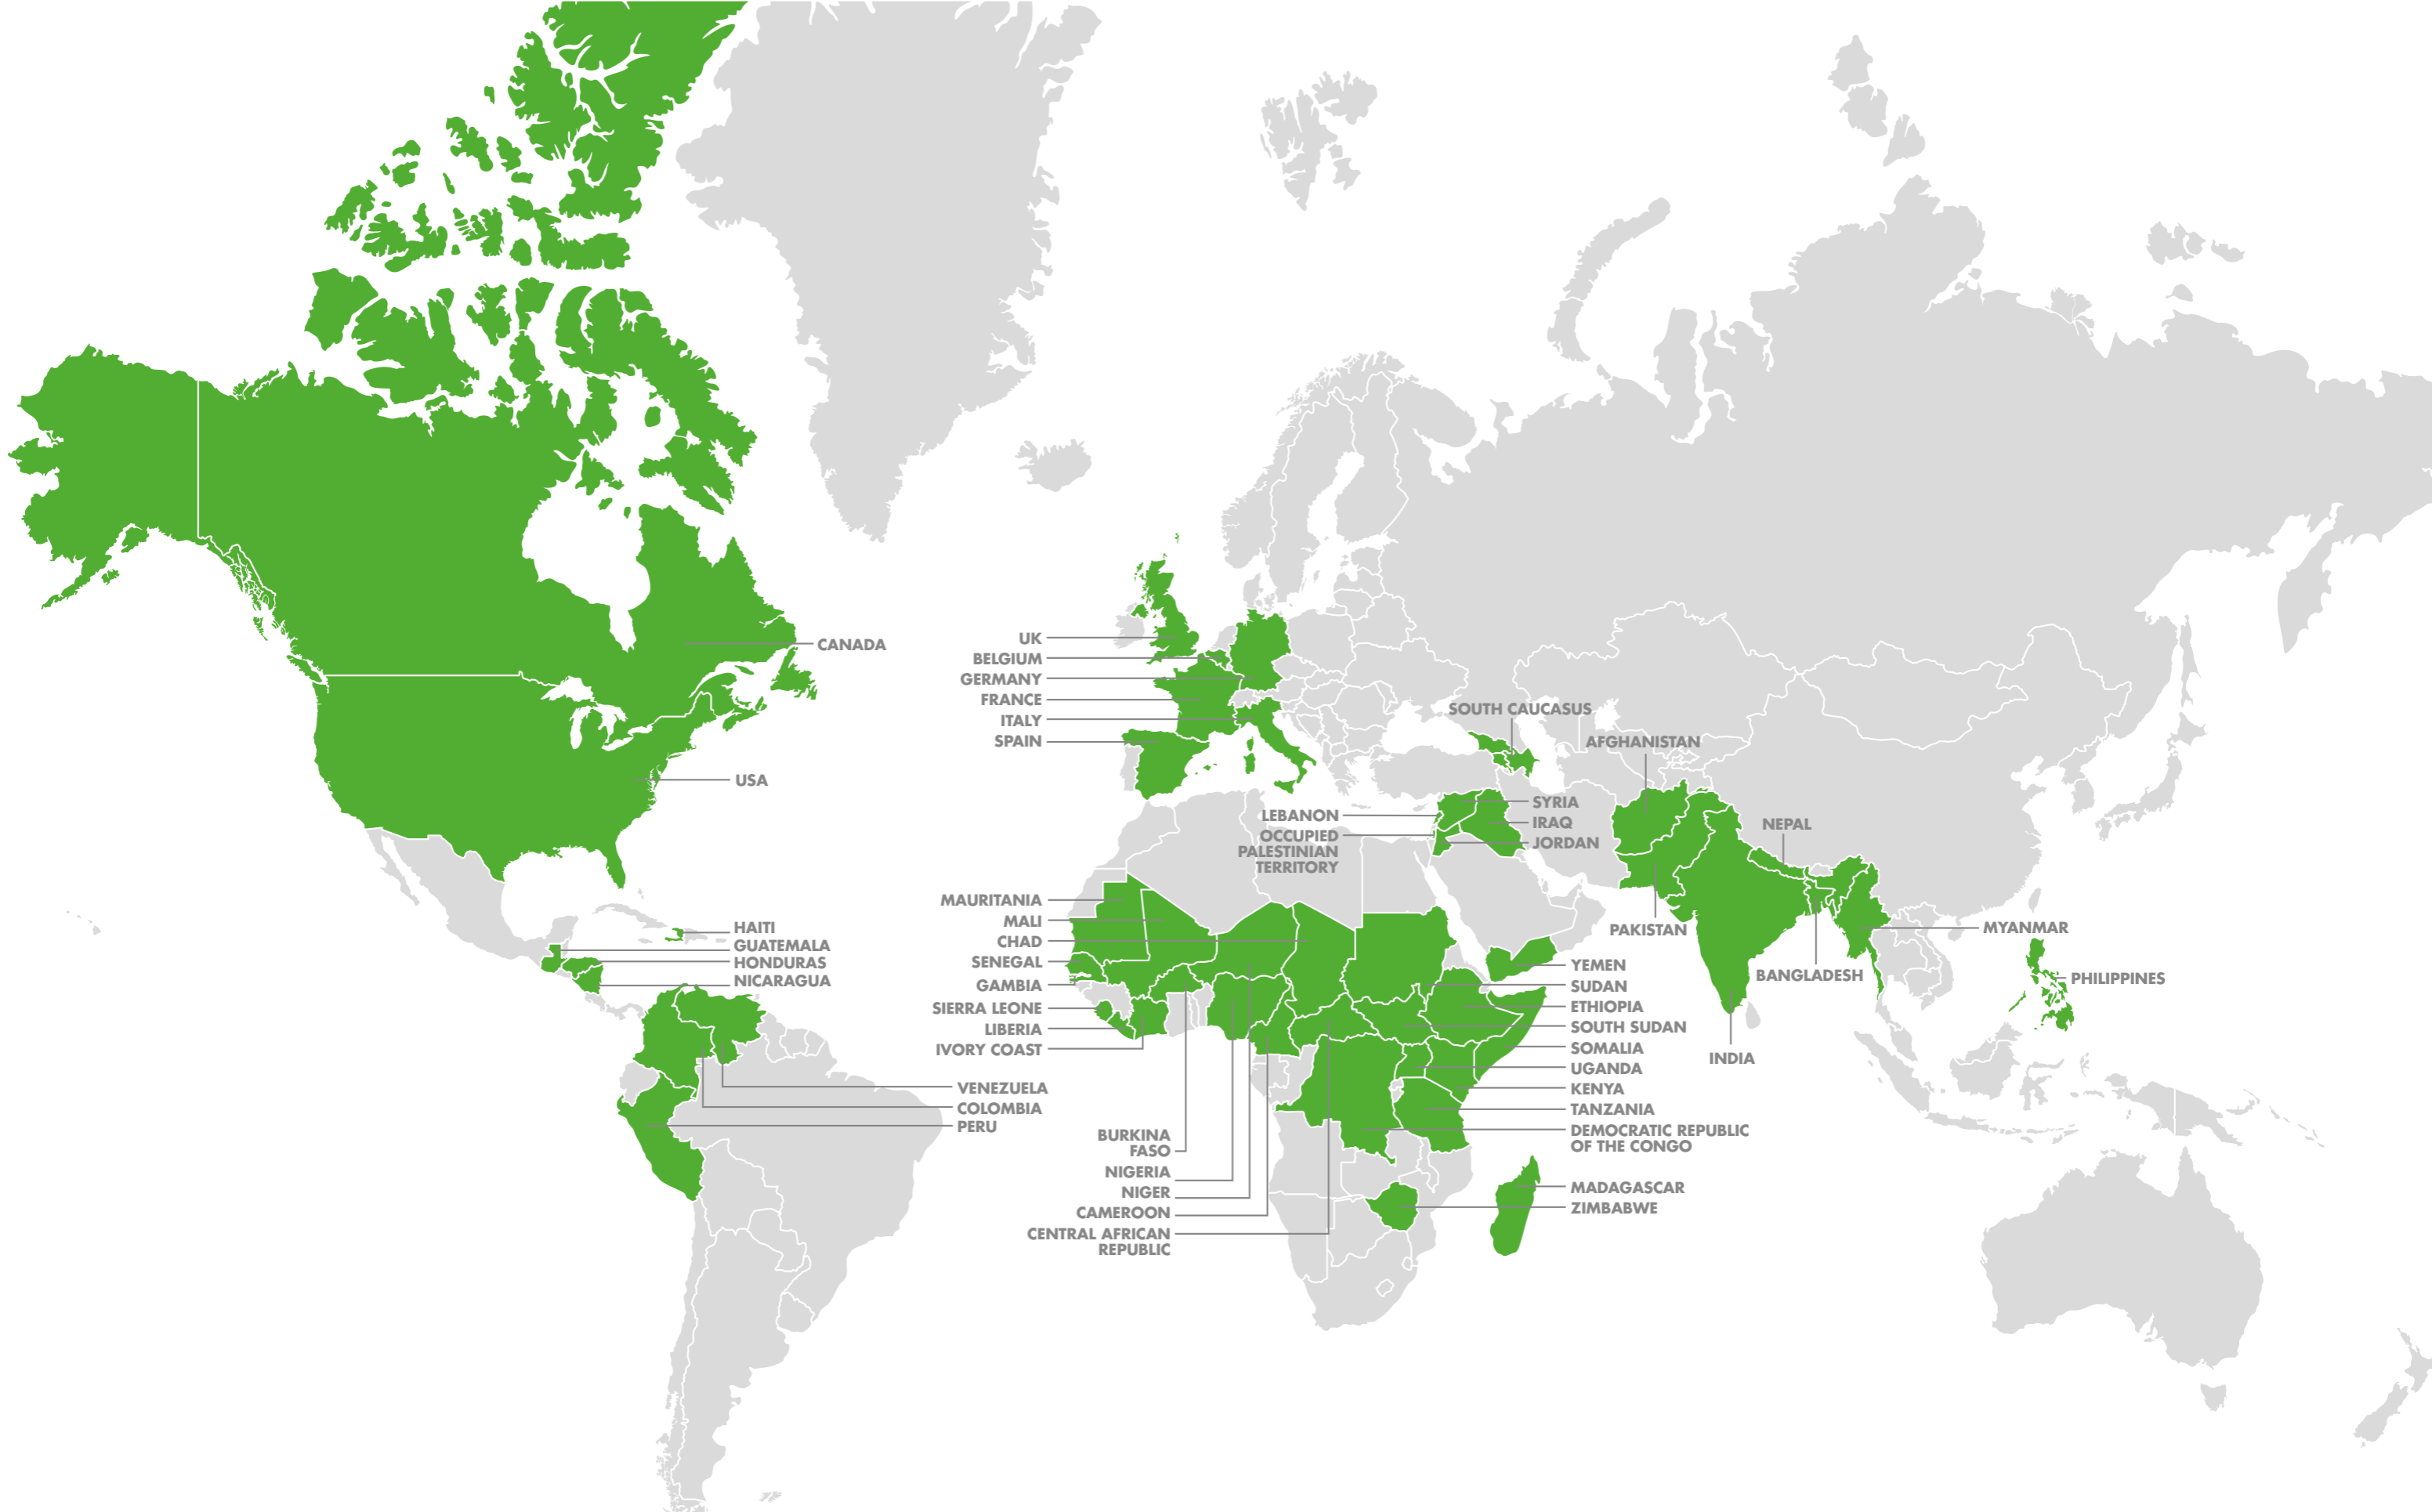 CANADA
USA
HAITI
GUATEMALA
HONDURAS
NICARAGUA
VENEZUELA
COLOMBIA
PERU
UK
BELGIUM
GERMANY
FRANCE
ITALY
SPAIN
SOUTH CAUCASUS
AFGHANISTAN
SYRIA
LEBANON
IRAQ
OCCUPIED
PALESTINIAN
TERRITORY
JORDAN
NEPAL
MAURITANIA
MALI
CHAD
SENEGAL
GAMBIA
SIERRA LEONE
LIBERIA
IVORY COAST
BURKINA
FASO
NIGERIA
NIGER
CAMEROON
CENTRAL AFRICAN
REPUBLIC
PAKISTAN
MYANMAR
BANGLADESH
PHILIPPINES
INDIA
YEMEN
SUDAN
ETHIOPIA
SOUTH SUDAN
SOMALIA
UGANDA
KENYA
TANZANIA
DEMOCRATIC REPUBLIC
OF THE CONGO
MADAGASCAR
ZIMBABWE